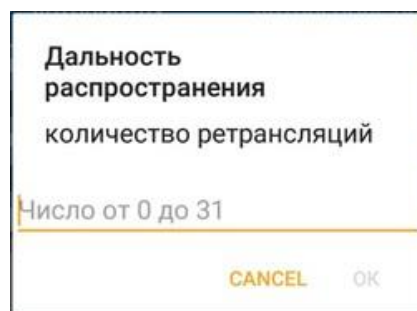 Дальность
распространения
количество ретрансляций
Число от 0 до 31
CANCEL OK